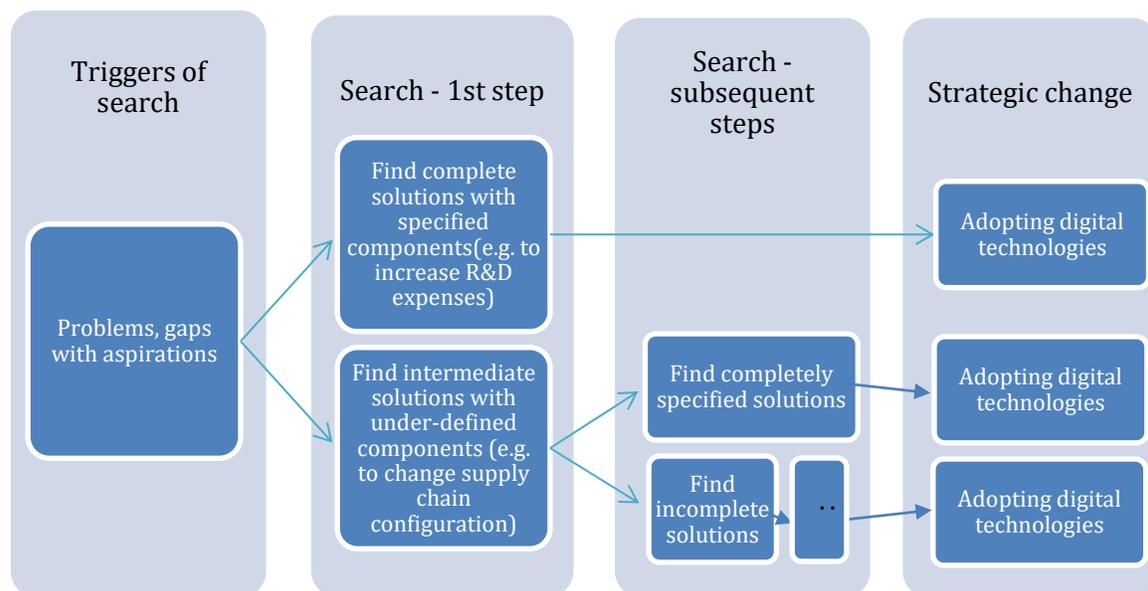 Triggers of
search
Problems, gaps
with aspirations
Search - 1st step
Find complete
solutions with
specified
components(e.g. to
increase R&D
expenses)
Find intermediate
solutions with
under-defined
components (e.g.
to change supply
chain
configuration)
Search -
subsequent
steps
Find completely
specified solutions
Find
incomplete
solutions
..
Strategic change
Adopting digital
technologies
Adopting digital
technologies
Adopting digital
technologies